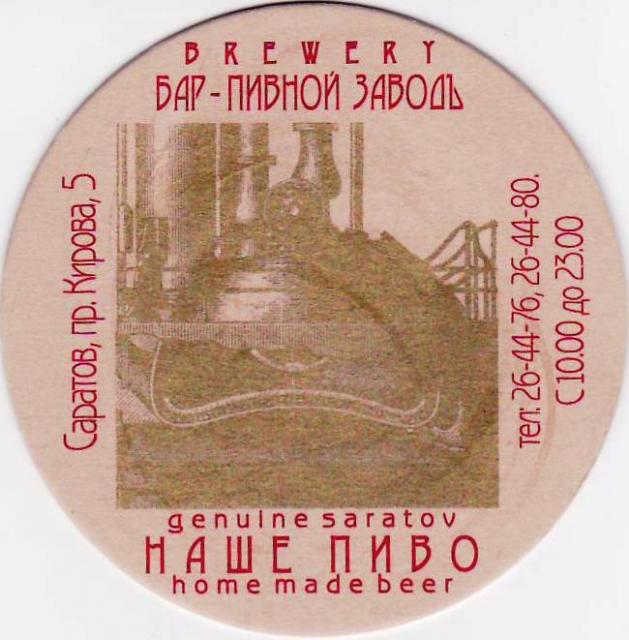 BREWERY
БАР-ПИВНОЙ ЗАВОДЪ
Саратов, пр. Кирова, 5
тел: 26-44-76, 26-44-80.
С 10.00 до 23.00
genuine saratov
НАШЕ ПИВО
home made beer